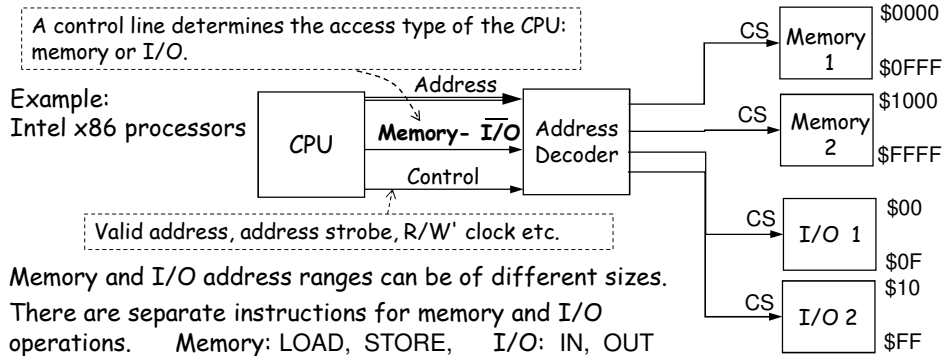 A control line determines the access type of the CPU:
memory or I/O.
Example:
Intel x86 processors
CPU
Address
Memory- I/O
Control
Address
Decoder
Valid address, address strobe, R/W' clock etc.
CS
Memory
1
$0000
$0FFF
CS
Memory
2
$1000
$FFFF
CS
I/O 1
$00
$0F
CS
I/O 2
$10
$FF
Memory and I/O address ranges can be of different sizes.
There are separate instructions for memory and I/O
operations. Memory: LOAD, STORE, I/O: IN, OUT